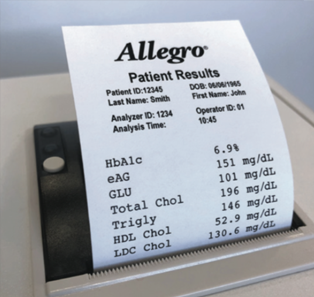 Allegro®
Patient Results
Patient ID:12345 DOB: 06/06/1965
Last Name: Smith First Name: John
Analyzer ID: 1234 Operator ID: 01
Analysis Time: 10:45
HbA1c 6.9%
eAG 151 mg/dL
GLU 101 mg/dL
Total Chol 196 mg/dL
Trigly 146 mg/dL
HDL Chol 52.9 mg/dL
LDC Chol 130.6 mg/dL